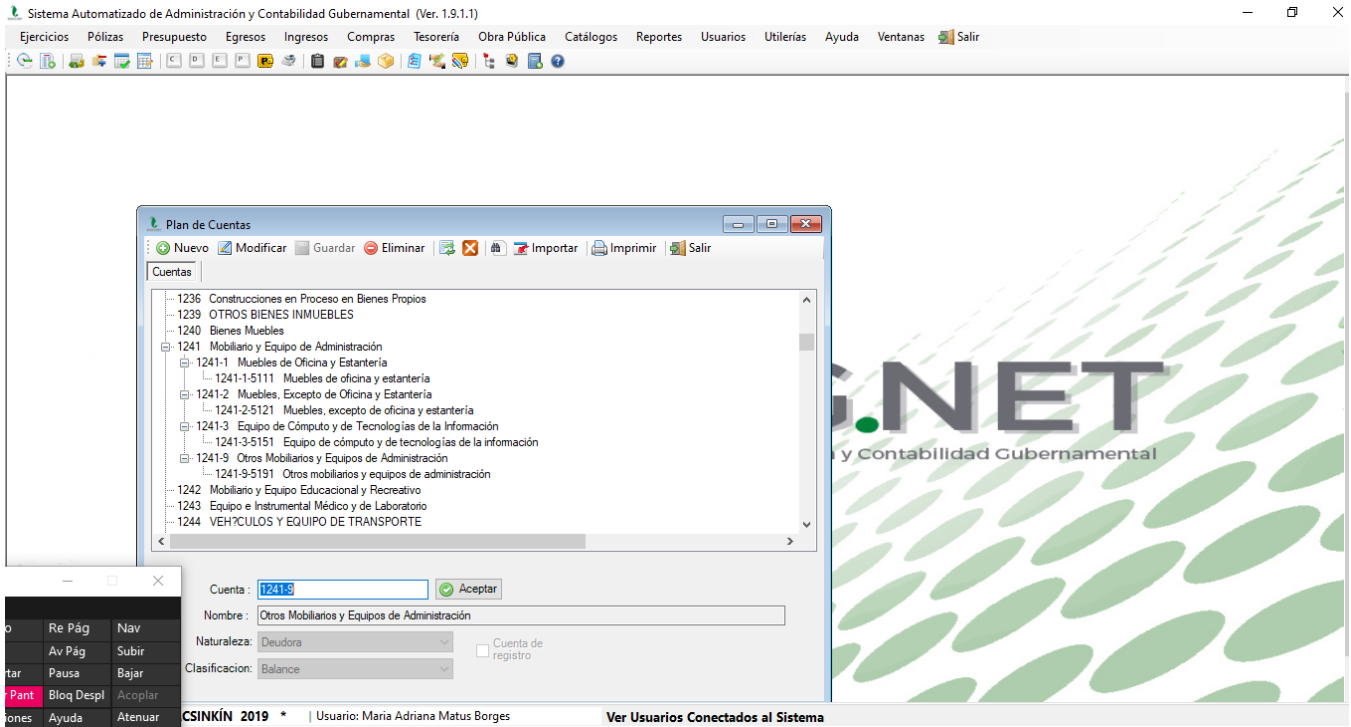 Sistema Automatizado de Administración y Contabilidad Gubernamental (Ver. 1.9.1.1)
Ejercicios Pólizas Presupuesto Egresos Ingresos Compras Tesorería Obra Pública Catálogos Reportes Usuarios Utilerías Ayuda Ventanas Salir
C D E P
.NET
y Contabilidad Gubernamental
Plan de Cuentas
Nuevo Modificar Guardar Eliminar Importar Imprimir Salir
Cuentas
1236 Construcciones en Proceso en Bienes Propios
1239 OTROS BIENES INMUEBLES
1240 Bienes Muebles
1241 Mobiliario y Equipo de Administración
1241-1 Muebles de Oficina y Estantería
1241-1-5111 Muebles de oficina y estantería
1241-2 Muebles, Excepto de Oficina y Estantería
1241-2-5121 Muebles, excepto de oficina y estantería
1241-3 Equipo de Cómputo y de Tecnologías de la Información
1241-3-5151 Equipo de cómputo y de tecnologías de la información
1241-9 Otros Mobiliarios y Equipos de Administración
1241-9-5191 Otros mobiliarios y equipos de administración
1242 Mobiliario y Equipo Educacional y Recreativo
1243 Equipo e Instrumental Médico y de Laboratorio
1244 VEH?CULOS Y EQUIPO DE TRANSPORTE
Cuenta : 1241-9 Aceptar
Nombre : Otros Mobiliarios y Equipos de Administración
Naturaleza: Deudora
Cuenta de
registro
Clasificacion: Balance
o Re Pág Nav
Av Pág Subir
rtar Pausa Bajar
Pant Bloq Despl Acoplar
iones Ayuda Atenuar
CSINKÍN 2019 * | Usuario: Maria Adriana Matus Borges Ver Usuarios Conectados al Sistema